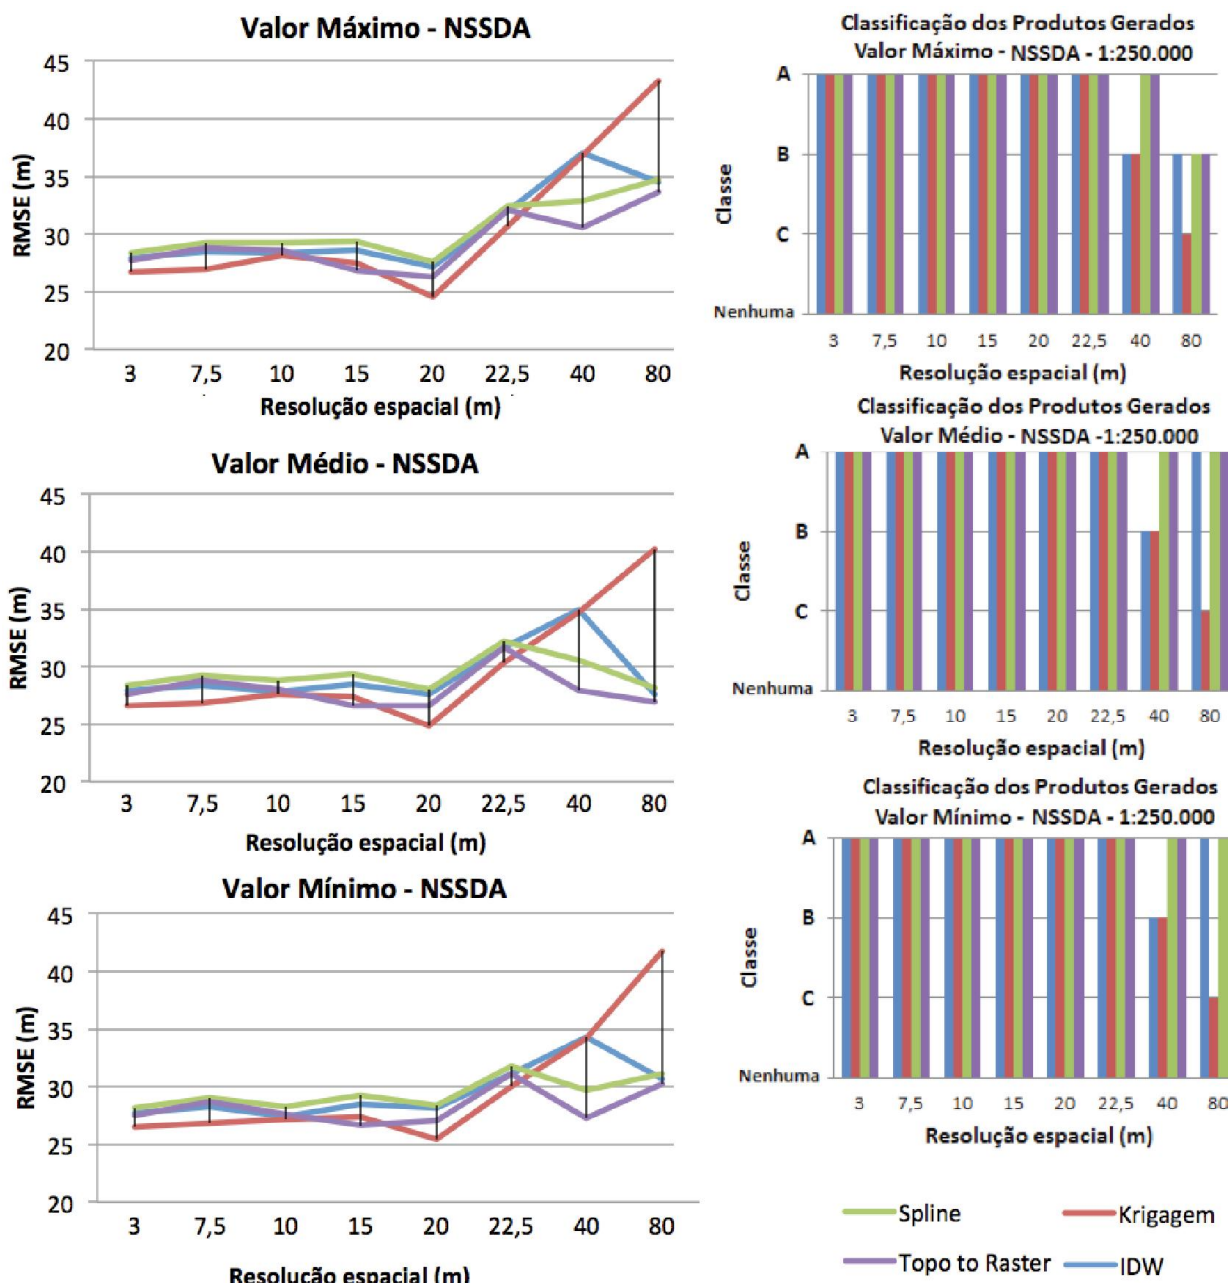 Valor Máximo - NSSDA
45
40
35
30
25
20
RMSE (m)
3 7,5 10 15 20 22,5 40 80
Resolução espacial (m)
Classificação dos Produtos Gerados
Valor Máximo - NSSDA - 1:250.000
A
B
C
Nenhuma
Classe
3 7,5 10 15 20 22,5 40 80
Resolução espacial (m)
Valor Médio - NSSDA
45
40
35
30
25
20
RMSE (m)
3 7,5 10 15 20 22,5 40 80
Resolução espacial (m)
Classificação dos Produtos Gerados
Valor Médio - NSSDA -1:250.000
A
B
C
Nenhuma
Classe
3 7,5 10 15 20 22,5 40 80
Resolução espacial (m)
Valor Mínimo - NSSDA
45
40
35
30
25
20
RMSE (m)
3 7,5 10 15 20 22,5 40 80
Resolução espacial (m)
Classificação dos Produtos Gerados
Valor Mínimo - NSSDA - 1:250.000
A
B
C
Nenhuma
Classe
3 7,5 10 15 20 22,5 40 80
Resolução espacial (m)
Spline Krigagem
Topo to Raster IDW